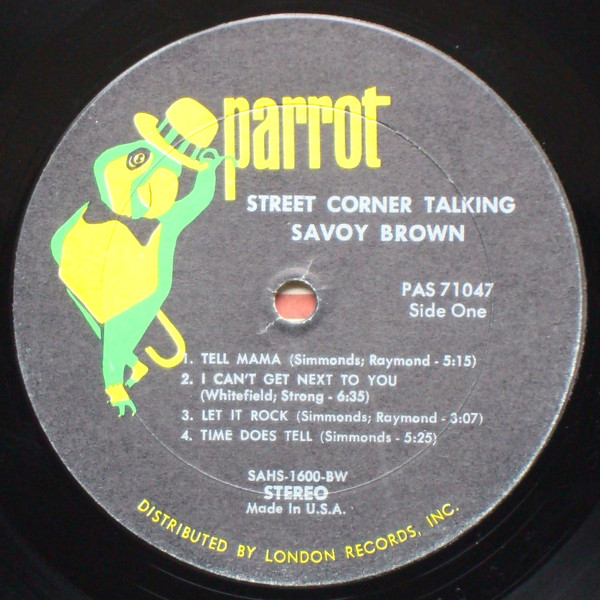 parrot
STREET CORNER TALKING
SAVOY BROWN
PAS 71047
Side One
1. TELL MAMA (Simmonds; Raymond - 5:15)
2. I CAN'T GET NEXT TO YOU
(Whitefield; Strong - 6:35)
3. LET IT ROCK (Simmonds; Raymond - 3:07)
4. TIME DOES TELL (Simmonds - 5:25)
SAHS-1600-BW
STEREO
Made In U.S.A.
DISTRIBUTED BY LONDON RECORDS, INC.